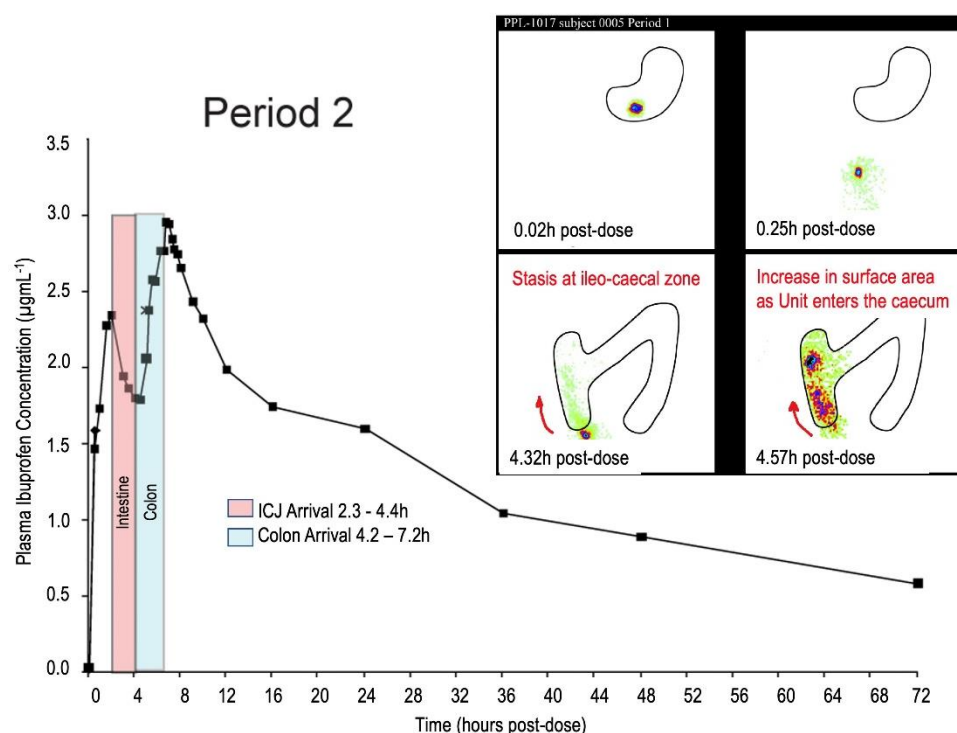 PPL-1017 subject 0005 Period 1
Period 2
0.02h post-dose
0.25h post-dose
Stasis at ileo-caecal zone
Increase in surface area
as Unit enters the caecum
4.32h post-dose
4.57h post-dose
Plasma Ibuprofen Concentration (µgmL⁻¹)
3.5
3.0
2.5
2.0
1.5
1.0
0.5
0.0
Intestine
Colon
ICJ Arrival 2.3 - 4.4h
Colon Arrival 4.2 – 7.2h
0 4 8 12 16 20 24 28 32 36 40 44 48 52 56 60 64 68 72
Time (hours post-dose)